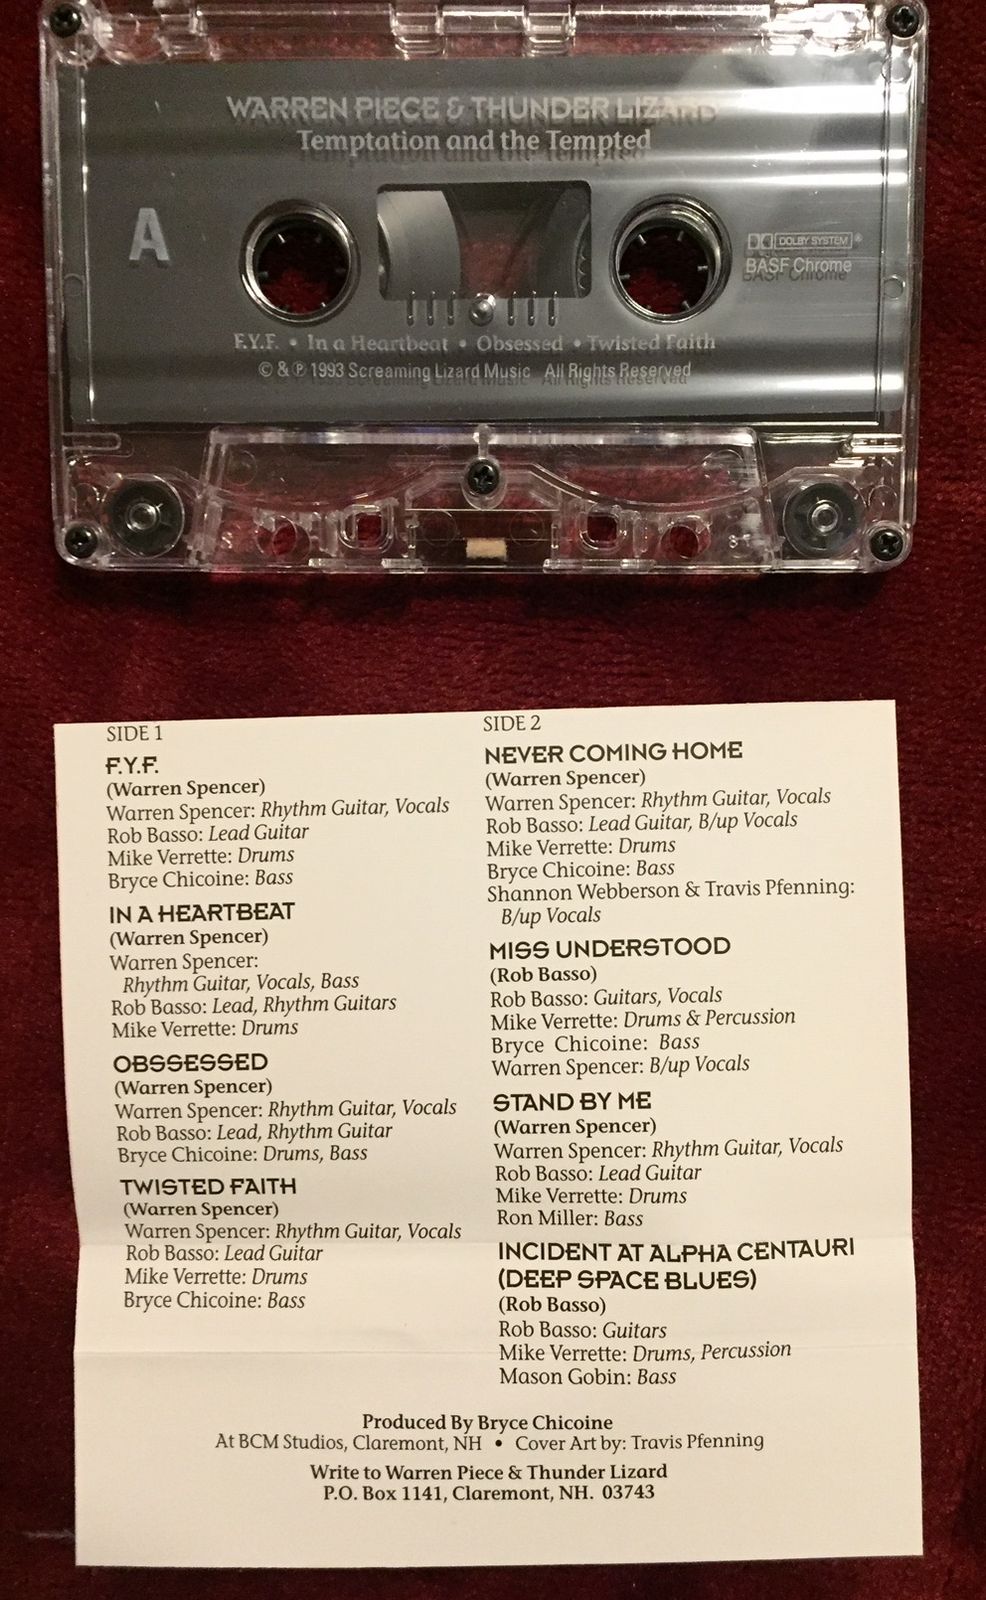 WARREN PIECE & THUNDER LIZARD
Temptation and the Tempted
A
DOLBY SYSTEM®
BASF Chrome
F.Y.F. • In a Heartbeat • Obsessed • Twisted Faith
© & ℗ 1993 Screaming Lizard Music All Rights Reserved
SIDE 1
F.Y.F.
(Warren Spencer)
Warren Spencer: Rhythm Guitar, Vocals
Rob Basso: Lead Guitar
Mike Verrette: Drums
Bryce Chicoine: Bass
IN A HEARTBEAT
(Warren Spencer)
Warren Spencer:
Rhythm Guitar, Vocals, Bass
Rob Basso: Lead, Rhythm Guitars
Mike Verrette: Drums
OBSSESSED
(Warren Spencer)
Warren Spencer: Rhythm Guitar, Vocals
Rob Basso: Lead, Rhythm Guitar
Bryce Chicoine: Drums, Bass
TWISTED FAITH
(Warren Spencer)
Warren Spencer: Rhythm Guitar, Vocals
Rob Basso: Lead Guitar
Mike Verrette: Drums
Bryce Chicoine: Bass
SIDE 2
NEVER COMING HOME
(Warren Spencer)
Warren Spencer: Rhythm Guitar, Vocals
Rob Basso: Lead Guitar, B/up Vocals
Mike Verrette: Drums
Bryce Chicoine: Bass
Shannon Webberson & Travis Pfenning:
B/up Vocals
MISS UNDERSTOOD
(Rob Basso)
Rob Basso: Guitars, Vocals
Mike Verrette: Drums & Percussion
Bryce Chicoine: Bass
Warren Spencer: B/up Vocals
STAND BY ME
(Warren Spencer)
Warren Spencer: Rhythm Guitar, Vocals
Rob Basso: Lead Guitar
Mike Verrette: Drums
Ron Miller: Bass
INCIDENT AT ALPHA CENTAURI
(DEEP SPACE BLUES)
(Rob Basso)
Rob Basso: Guitars
Mike Verrette: Drums, Percussion
Mason Gobin: Bass
Produced By Bryce Chicoine
At BCM Studios, Claremont, NH • Cover Art by: Travis Pfenning
Write to Warren Piece & Thunder Lizard
P.O. Box 1141, Claremont, NH. 03743